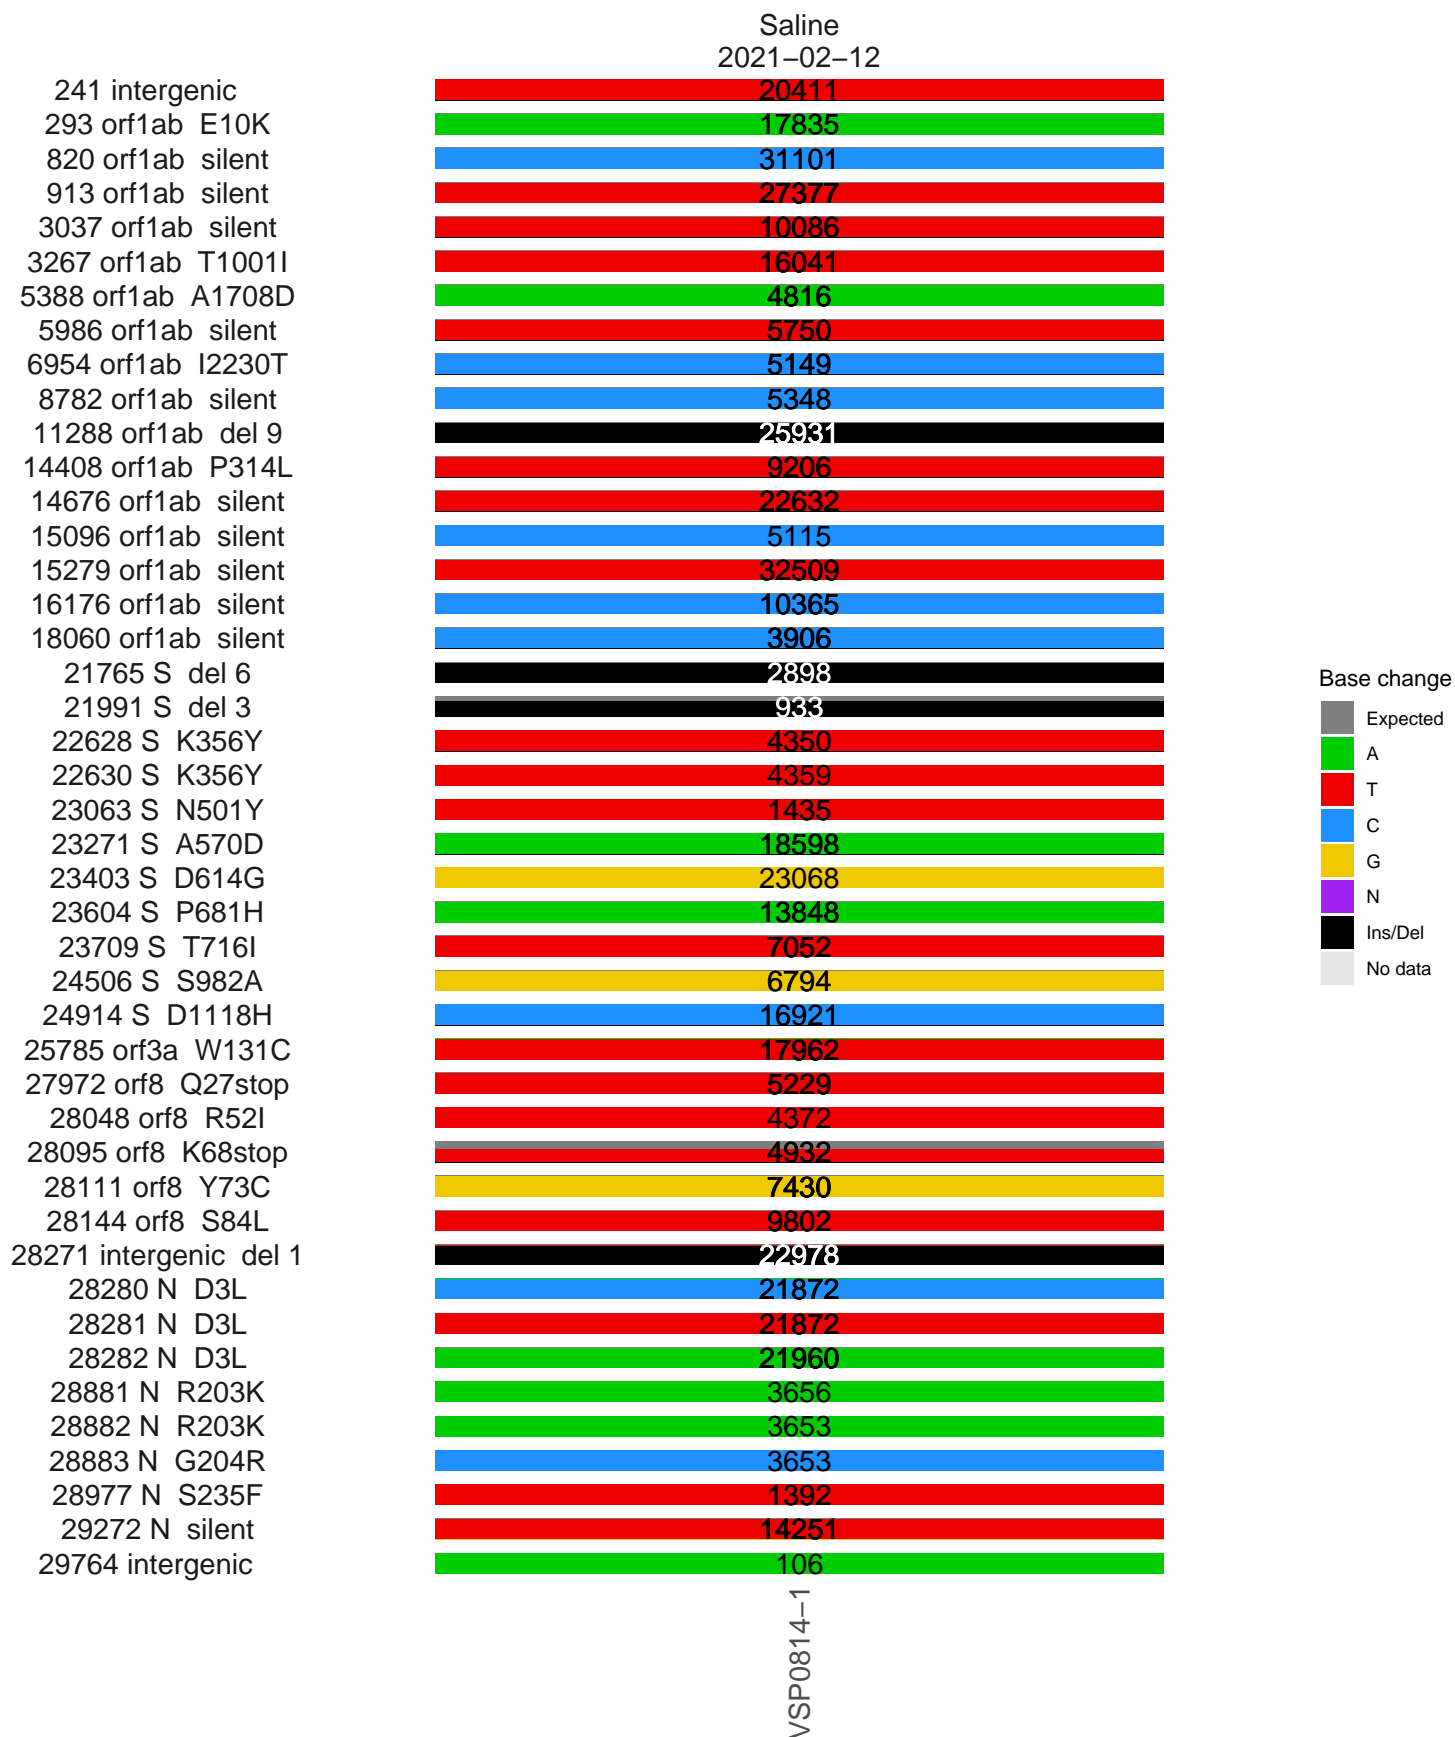 Saline
2021–02–12
241 intergenic 20411
293 orf1ab E10K 17835
820 orf1ab silent 31101
913 orf1ab silent 27377
3037 orf1ab silent 10086
3267 orf1ab T1001I 16041
5388 orf1ab A1708D 4816
5986 orf1ab silent 5750
6954 orf1ab I2230T 5149
8782 orf1ab silent 5348
11288 orf1ab del 9 25931
14408 orf1ab P314L 9206
14676 orf1ab silent 22632
15096 orf1ab silent 5115
15279 orf1ab silent 32509
16176 orf1ab silent 10365
18060 orf1ab silent 3906
21765 S del 6 2898
21991 S del 3 933
22628 S K356Y 4350
22630 S K356Y 4359
23063 S N501Y 1435
23271 S A570D 18598
23403 S D614G 23068
23604 S P681H 13848
23709 S T716I 7052
24506 S S982A 6794
24914 S D1118H 16921
25785 orf3a W131C 17962
27972 orf8 Q27stop 5229
28048 orf8 R52I 4372
28095 orf8 K68stop 4932
28111 orf8 Y73C 7430
28144 orf8 S84L 9802
28271 intergenic del 1 22978
28280 N D3L 21872
28281 N D3L 21872
28282 N D3L 21960
28881 N R203K 3656
28882 N R203K 3653
28883 N G204R 3653
28977 N S235F 1392
29272 N silent 14251
29764 intergenic 106
VSP0814–1
Base change
Expected
A
T
C
G
N
Ins/Del
No data